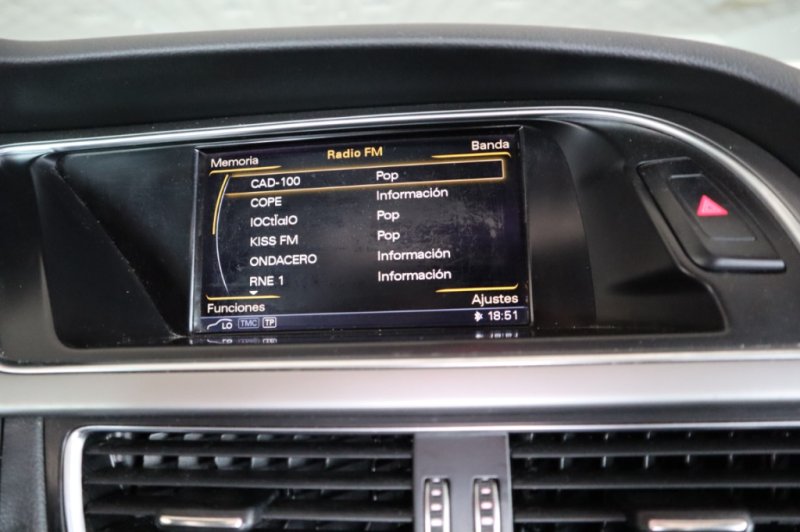 Memoria Radio FM Banda
CAD-100 Pop
COPE Información
KISS FM Pop
Pop
ONDACERO Información
RNE 1 Información
Funciones Ajustes
LO TMC TP 18:51